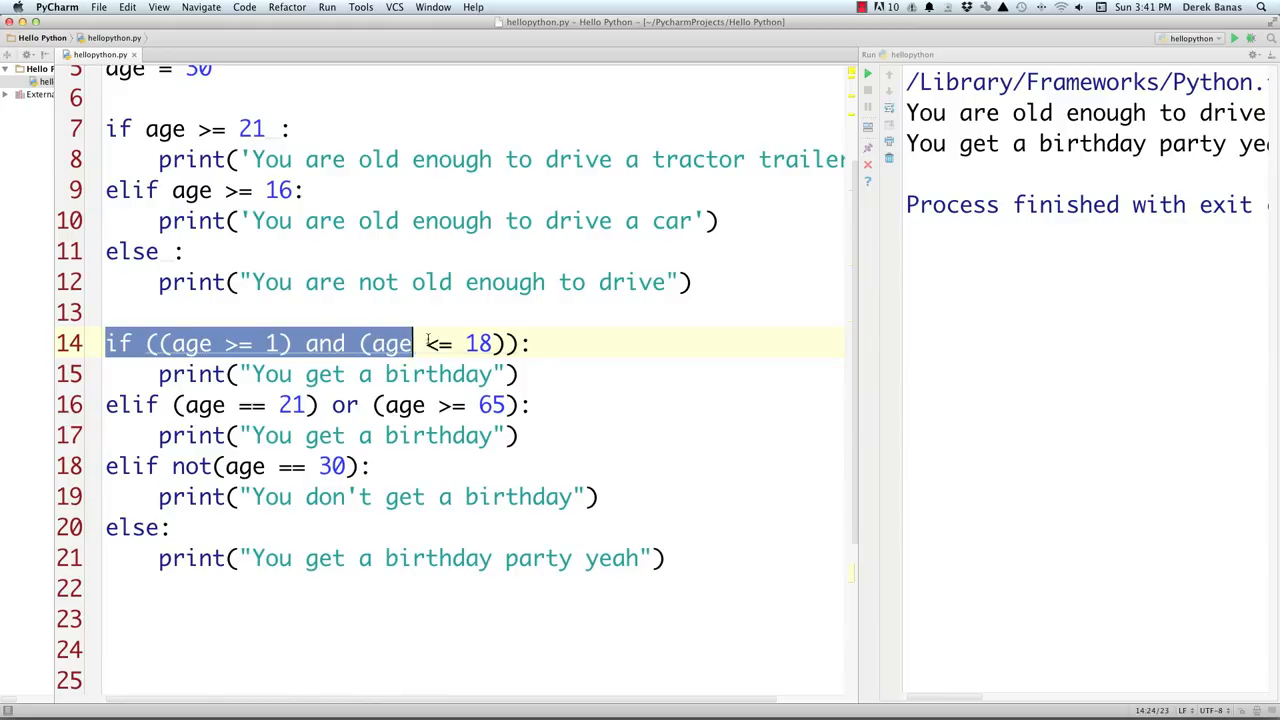 PyCharm File Edit View Navigate Code Refactor Run Tools VCS Window Help 10 Sun 3:41 PM Derek Banas
hellopython.py - Hello Python - [~/PycharmProjects/Hello Python]
Hello Python hellopython.py hellopython
hellopython.py Run hellopython
Hello P
hello
Externa
5 age = 30
6
7 if age >= 21 :
8 print('You are old enough to drive a tractor trailer
9 elif age >= 16:
10 print('You are old enough to drive a car')
11 else :
12 print("You are not old enough to drive")
13
14 if ((age >= 1) and (age <= 18)):
15 print("You get a birthday")
16 elif (age == 21) or (age >= 65):
17 print("You get a birthday")
18 elif not(age == 30):
19 print("You don't get a birthday")
20 else:
21 print("You get a birthday party yeah")
22
23
24
25
/Library/Frameworks/Python.
You are old enough to drive
You get a birthday party yea
Process finished with exit
14:24/23 LF UTF-8